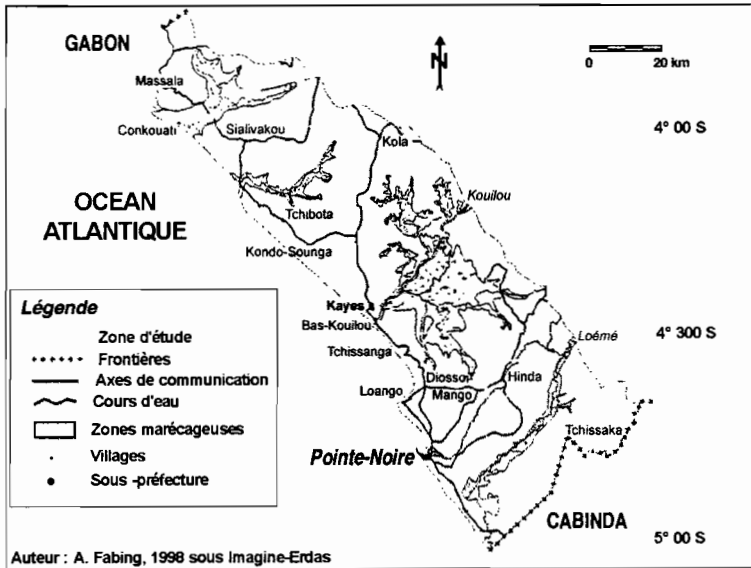 GABON
N
0 20 km
Massala
Conkouati
Sialivakou
4° 00 S
Kola
OCEAN
ATLANTIQUE
Tchibota
Kouilou
Kondo-Sounga
Légende
Zone d'étude
Frontières
Axes de communication
Cours d'eau
Zones marécageuses
Villages
Sous -préfecture
Kayes
Bas-Kouilou
Tchissanga
4° 300 S
Loémé
Diosso
Hinda
Loango
Mango
Tchissaka
Pointe-Noire
CABINDA
5° 00 S
Auteur : A. Fabing, 1998 sous Imagine-Erdas